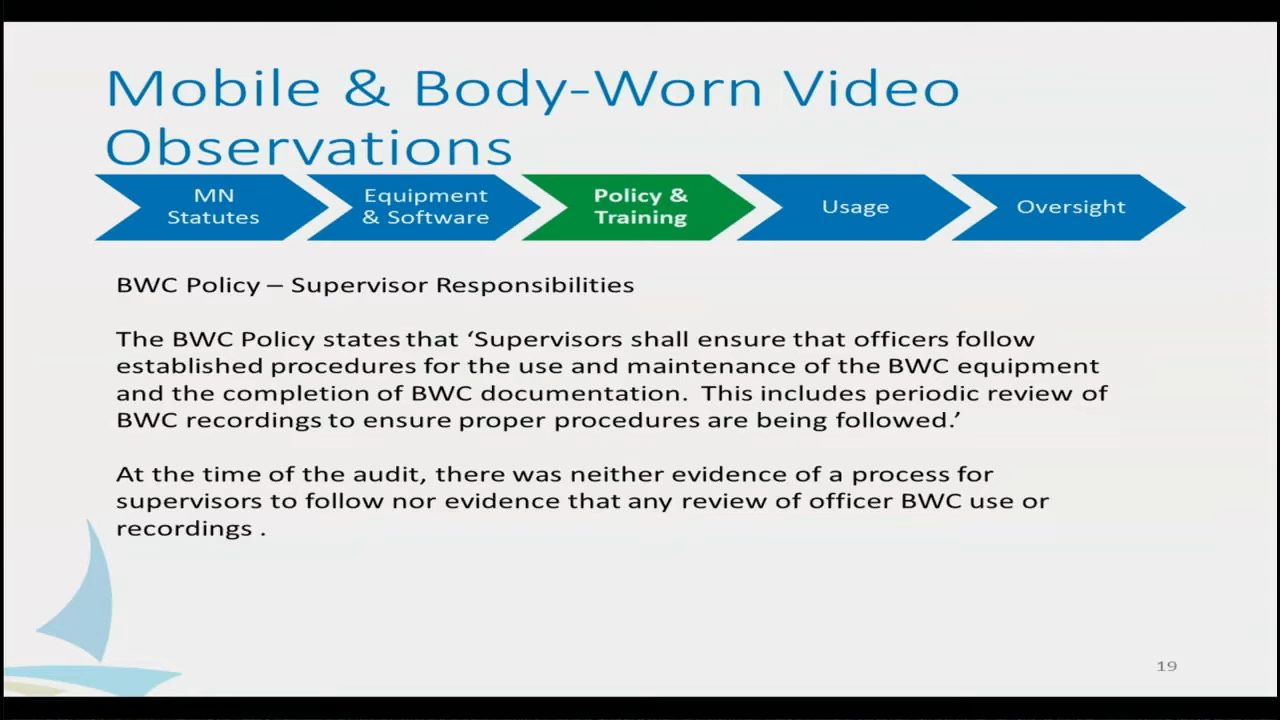 Mobile & Body-Worn Video
Observations
MN
Statutes
Equipment
& Software
Policy &
Training
Usage
Oversight
BWC Policy – Supervisor Responsibilities
The BWC Policy states that ‘Supervisors shall ensure that officers follow
established procedures for the use and maintenance of the BWC equipment
and the completion of BWC documentation.  This includes periodic review of
BWC recordings to ensure proper procedures are being followed.’
At the time of the audit, there was neither evidence of a process for
supervisors to follow nor evidence that any review of officer BWC use or
recordings .
19